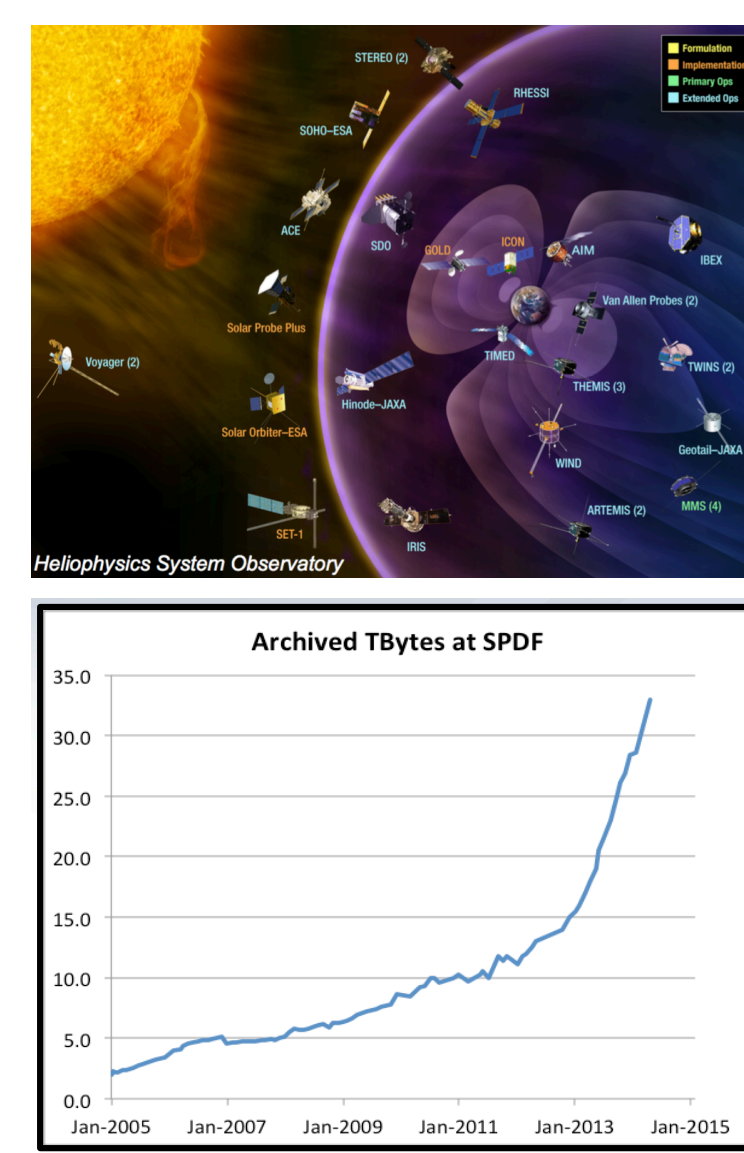 STEREO (2)
Formulation
Implementation
Primary Ops
Extended Ops
RHESSI
SOHO–ESA
ACE
SDO
GOLD
ICON
AIM
IBEX
Solar Probe Plus
Van Allen Probes (2)
Voyager (2)
TIMED
TWINS (2)
THEMIS (3)
Hinode–JAXA
Solar Orbiter–ESA
Geotail–JAXA
WIND
MMS (4)
ARTEMIS (2)
SET-1
IRIS
Heliophysics System Observatory
Archived TBytes at SPDF
35.0
30.0
25.0
20.0
15.0
10.0
5.0
0.0
Jan-2005 Jan-2007 Jan-2009 Jan-2011 Jan-2013 Jan-2015